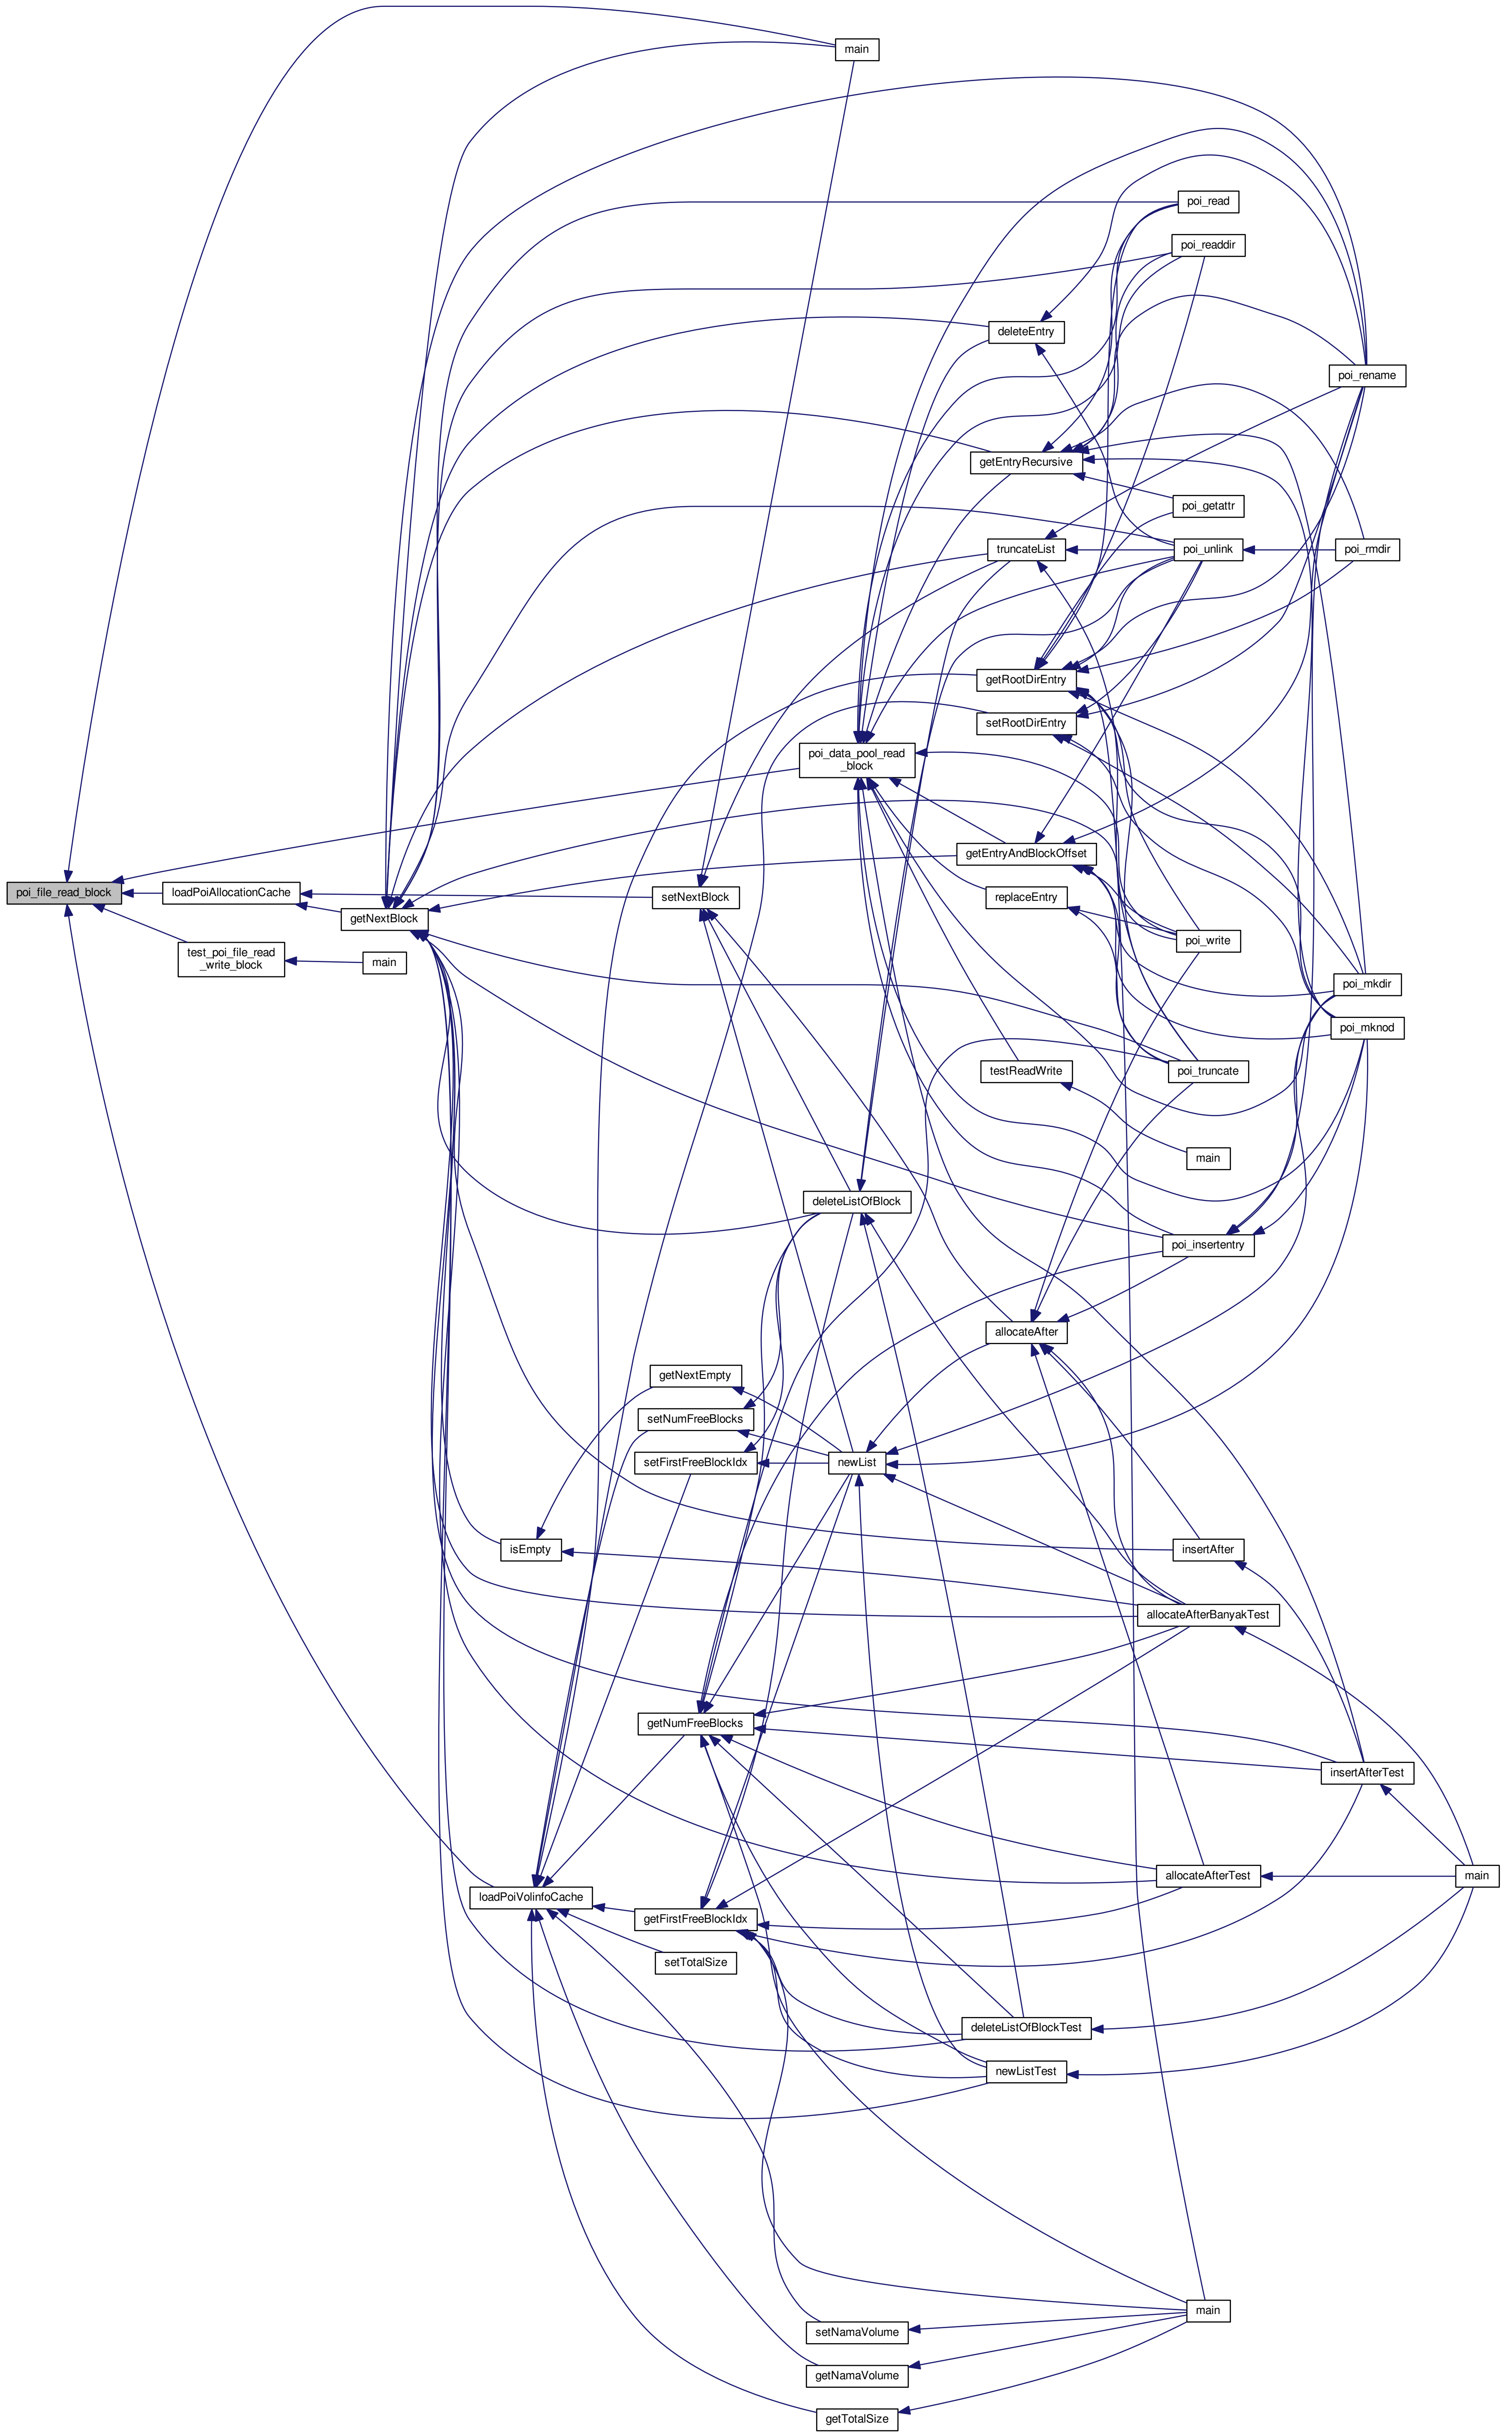 main
poi_read
poi_readdir
deleteEntry
poi_rename
getEntryRecursive
poi_getattr
truncateList
poi_unlink
poi_rmdir
getRootDirEntry
setRootDirEntry
poi_data_pool_read
_block
getEntryAndBlockOffset
poi_file_read_block
loadPoiAllocationCache
setNextBlock
replaceEntry
getNextBlock
poi_write
test_poi_file_read
_write_block
main
poi_mkdir
poi_mknod
testReadWrite
poi_truncate
main
deleteListOfBlock
poi_insertentry
allocateAfter
getNextEmpty
setNumFreeBlocks
setFirstFreeBlockIdx
newList
isEmpty
insertAfter
allocateAfterBanyakTest
getNumFreeBlocks
insertAfterTest
allocateAfterTest
main
loadPoiVolinfoCache
getFirstFreeBlockIdx
setTotalSize
deleteListOfBlockTest
newListTest
main
setNamaVolume
getNamaVolume
getTotalSize